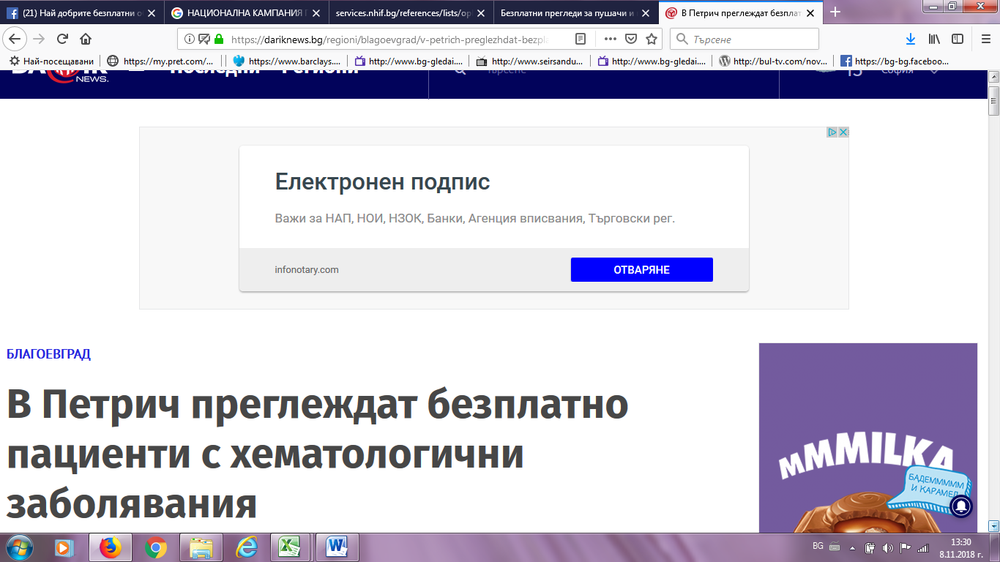 (21) Най добрите безплатни о
НАЦИОНАЛНА КАМПАНИЯ
services.nhif.bg/references/lists/opl
Безплатни прегледи за пушачи и
В Петрич преглеждат безплат
https://dariknews.bg/regioni/blagoevgrad/v-petrich-preglezhdat-bezpla
Търсене
Най-посещавани
https://my.pret.com/...
https://www.barclays....
http://www.bg-gledai....
http://www.seirsandu...
http://www.bg-gledai....
http://bul-tv.com/nov...
https://bg-bg.faceboo...
NEWS.
Последни
Региони
Търсене
15
София
Електронен подпис
Важи за НАП, НОИ, НЗОК, Банки, Агенция вписвания, Търговски рег.
infonotary.com
ОТВАРЯНЕ
БЛАГОЕВГРАД
В Петрич преглеждат безплатно
пациенти с хематологични
заболявания
MMMILKA
БАДЕМММММ
И КАРАМЕЛ
BG
13:30
8.11.2018 г.